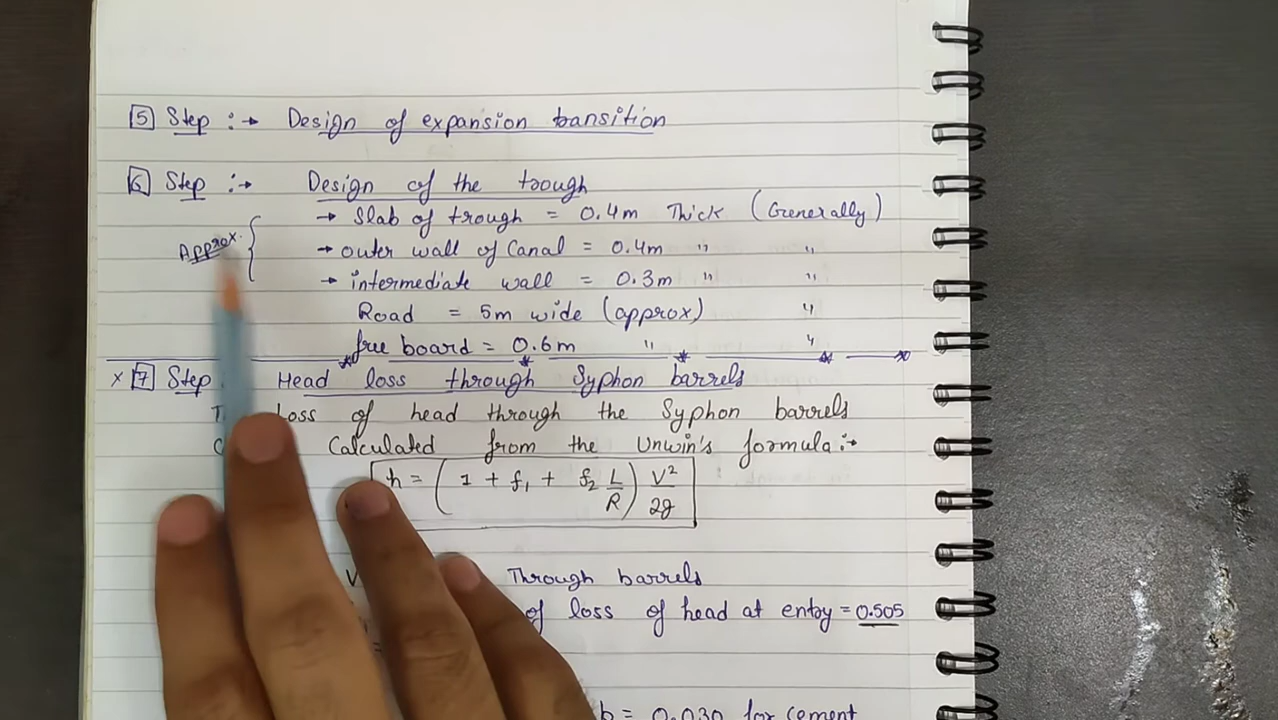 5 Step :→ Design of expansion transition
6 Step :→ Design of the trough
→ Slab of trough = 0.4m Thick (Generally)
Approx. { → outer wall of Canal = 0.4m " "
→ intermediate wall = 0.3m " "
Road = 5m wide (approx) "
free board = 0.6m " "
x 7 Step Head loss through Syphon barrels
loss of head through the Syphon barrels
Calculated from the Unwin's formula :→
h = ( 1 + f₁ + f₂ L/R ) V²/2g
V Through barrels
of loss of head at entry = 0.505
b = 0.030 for cement